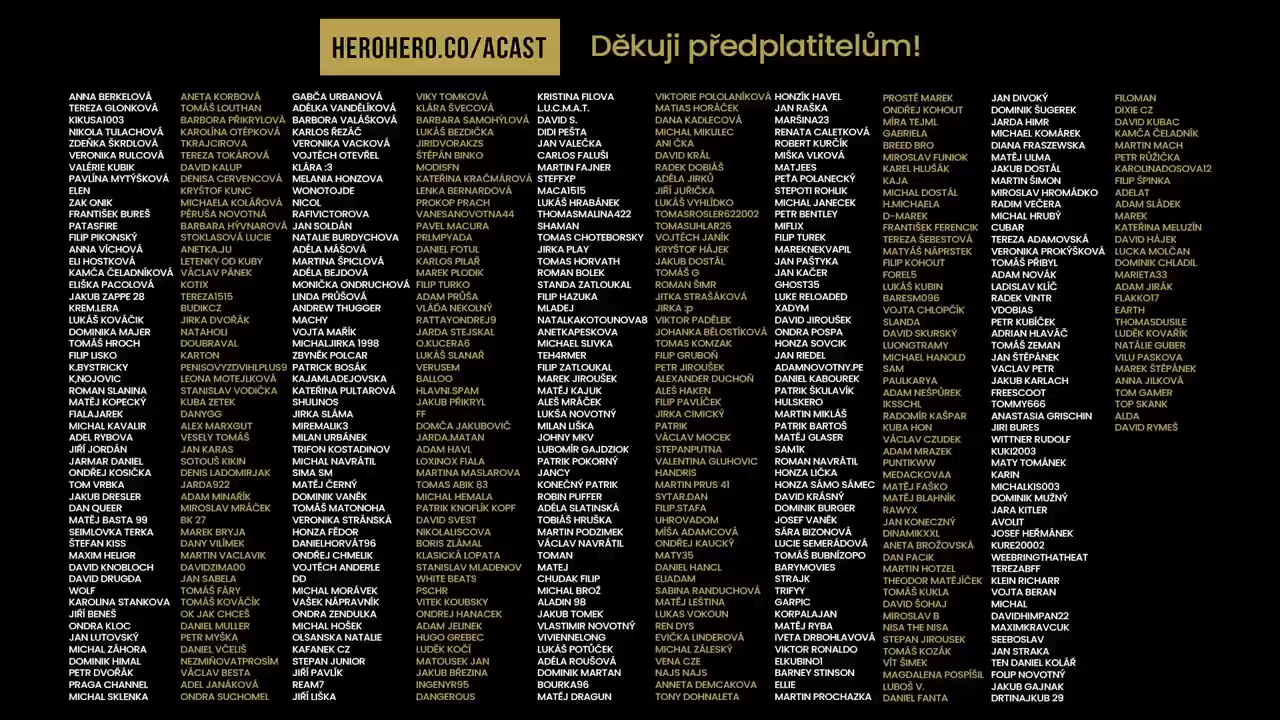 HEROHERO.CO/ACAST
Děkuji předplatitelům!
ANNA BERKELOVÁ
TEREZA GLONKOVÁ
KIKUSA1003
NIKOLA TULACHOVÁ
ZDEŇKA ŠKRDLOVÁ
VERONIKA RULCOVÁ
VALÉRIE KUBIK
PAVLÍNA MYTÝŠKOVÁ
ELEN
ZAK ONIK
FRANTIŠEK BUREŠ
PATASFIRE
FILIP PIKONSKÝ
ANNA VÍCHOVÁ
ELI HOSTKOVÁ
KAMČA ČELADNÍKOVÁ
ELIŠKA PACOLOVÁ
JAKUB ZAPPE 28
KREM.LERA
LUKÁŠ KOVÁČIK
DOMINIKA MAJER
TOMÁŠ HROCH
FILIP LISKO
K.BYSTRICKY
K,NOJOVIC
ROMAN SLANINA
MATĚJ KOPECKÝ
FIALAJAREK
MICHAL KAVALIR
ADEL RYBOVA
JIŘÍ JORDÁN
JARMAR DANIEL
ONDŘEJ KOSIČKA
TOM VRBKA
JAKUB DRESLER
DAN QUEER
MATĚJ BASTA 99
SEIMLOVKA TERKA
ŠTEFAN KISS
MAXIM HELIGR
DAVID KNOBLOCH
DAVID DRUGDA
WOLF
KAROLINA STANKOVA
JIŘÍ BENEŠ
ONDRA KLOC
JAN LUTOVSKÝ
MICHAL ZÁHORA
DOMINIK HIMAL
PETR DVOŘÁK
PRAGA CHANNEL
MICHAL SKLENKA
ANETA KORBOVÁ
TOMÁŠ LOUTHAN
BARBORA PŘIKRYLOVÁ
KAROLÍNA OTÉPKOVÁ
TKRAJCIROVA
TEREZA TOKÁROVÁ
DAVID KALUP
DENISA CERVENCOVÁ
KRYŠTOF KUNC
MICHAELA KOLÁŘOVÁ
PÉRUŠA NOVOTNÁ
BARBARA HÝVNAROVÁ
STOKLASOVÁ LUCIE
ANETKA.JU
LETENKY OD KUBY
VÁCLAV PÁNEK
KOTIX
TEREZA1515
BUDIKCZ
JIRKA DVOŘÁK
NATAHOLI
DOUBRAVAL
KARTON
PENISOVYZDVIHLPLUS9
LEONA MOTEJLKOVÁ
STANISLAV VODIČKA
KUBA ZETEK
DANYGG
ALEX MARXGUT
VESELY TOMÁŠ
JAN KARAS
SOTOUŠ KIKIN
DENIS LADOMIRJAK
JARDA922
ADAM MINAŘÍK
MIROSLAV MRÁČEK
BK 27
MAREK BRYJA
DANY VILÍMEK
MARTIN VACLAVIK
DAVIDZIMA00
JAN SABELA
TOMÁŠ FÁRY
TOMÁŠ KOVÁČÍK
OK JAK CHCEŠ
DANIEL MULLER
PETR MYŠKA
DANIEL VČELIŠ
NEZMIŇOVATPROSÍM
VÁCLAV BESTA
ADEL JANÁKOVÁ
ONDRA SUCHOMEL
GABČA URBANOVÁ
ADÉLKA VANDĚLÍKOVÁ
BARBORA VALÁŠKOVÁ
KARLOS ŘEZÁČ
VERONIKA VACKOVÁ
VOJTĚCH OTEVŘEL
KLÁRA :3
MELANIA HONZOVA
WONOTOJDE
NICOL
RAFIVICTOROVA
JAN SOLDÁN
NATALIE BURDYCHOVA
ADÉLA MÁŠOVÁ
MARTINA ŠPICLOVÁ
ADÉLA BEJDOVÁ
MONIČKA ONDRUCHOVÁ
LINDA PRŮŠOVÁ
ANDREW THUGGER
MACHY
VOJTA MAŘÍK
MICHALJIRKA 1998
ZBYNĚK POLCAR
PATRICK BOSÁK
KAJAMLADEJOVSKA
KATEŘINA PULTAROVÁ
SHULINOS
JIRKA SLÁMA
MIREMALIK3
MILAN URBÁNEK
TRIFON KOSTADINOV
MICHAL NAVRÁTIL
SIMA SM
MATĚJ ČERNÝ
DOMINIK VANĚK
TOMÁŠ MATONOHA
VERONIKA STRÁNSKÁ
HONZA FĚDOR
DANIELHORVÁT96
ONDŘEJ CHMELIK
VOJTĚCH ANDERLE
DD
MICHAL MORÁVEK
VAŠEK NÁPRAVNÍK
ONDRA ZENDULKA
MICHAL HOŠEK
OLSANSKA NATALIE
KAFANEK CZ
STEPAN JUNIOR
JIŘÍ PAVLÍK
REAM7
JIŘÍ LIŠKA
VIKY TOMKOVÁ
KLÁRA ŠVECOVÁ
BARBARA SAMOHÝLOVÁ
LUKÁŠ BEZDIČKA
JIRIDVORAKZS
ŠTĚPÁN BINKO
MODISFN
KATEŘINA KRAČMÁROVÁ
LENKA BERNARDOVÁ
PROKOP PRACH
VANESANOVOTNA44
PAVEL MACURA
PRI.MPYADA
DANIEL FOTUL
KARLOS PILAŘ
MAREK PLODIK
FILIP TURKO
ADAM PRŮŠA
VLÁĎA NEKOLNÝ
RATTAYONDREJ9
JARDA STEJSKAL
O.KUCERA6
LUKÁŠ SLANAŘ
VERUSEM
BALLOO
HLAVNI.SPAM
JAKUB PŘIKRYL
FF
DOMČA JAKUBOVIČ
JARDA.MATAN
ADAM HAVL
LOXINOX FIALA
MARTINA MASLAROVA
TOMAS ABIK 83
MICHAL HEMALA
PATRIK KNOFLÍK KOPF
DAVID SVEST
NIKOLALISCOVA
BORIS ZLÁMAL
KLASICKÁ LOPATA
STANISLAV MLADENOV
WHITE BEATS
PSCHR
VITEK KOUBSKY
ONDREJ HANACEK
ADAM JELINEK
HUGO GREBEC
LUDĚK KOČÍ
MATOUSEK JAN
JAKUB BŘEZINA
INGENYR95
DANGEROUS
KRISTINA FILOVA
L.U.C.M.A.T.
DAVID S.
DIDI PEŠTA
JAN VALEČKA
CARLOS FALUŠI
MARTIN FAJNER
STEFFXP
MACA1515
LUKÁŠ HRABÁNEK
THOMASMALINA422
SHAMAN
TOMAS CHOTEBORSKY
JIRKA PLAY
TOMAS HORVATH
ROMAN BOLEK
STANDA ZATLOUKAL
FILIP HAZUKA
MLADEJ
NATALKAKOTOUNOVA8
ANETKAPESKOVA
MICHAEL SLIVKA
TEH4RMER
FILIP ZATLOUKAL
MAREK JIROUŠEK
MATĚJ KAJUK
ALEŠ MRÁČEK
LUKŠA NOVOTNÝ
MILAN LIŠKA
JOHNY MKV
LUBOMÍR GAJDZIOK
PATRIK POKORNÝ
JANCY
KONEČNÝ PATRIK
ROBIN PUFFER
ADÉLA SLATINSKÁ
TOBIÁŠ HRUŠKA
MARTIN PODZIMEK
VÁCLAV NAVRÁTIL
TOMAN
MATEJ
CHUDAK FILIP
MICHAL BROŽ
ALADIN 98
JAKUB TOMEK
VLASTIMIR NOVOTNÝ
VIVIENNELONG
LUKÁŠ POTŮČEK
ADÉLA ROUŠOVÁ
DOMINIK MARTAN
BOURKA96
MATĚJ DRAGUN
VIKTORIE POLOLANÍKOVÁ
MATIAS HORÁČEK
DANA KADLECOVÁ
MICHAL MIKULEC
ANI ČKA
DAVID KRÁL
RADEK DOBIÁŠ
ADÉLA JIRKŮ
JIŘÍ JUŘIČKA
LUKÁŠ VYHLÍDKO
TOMASROSLER622002
TOMASUHLAR26
VOJTĚCH JANÍK
KRYŠTOF HÁJEK
JAKUB DOSTÁL
TOMÁŠ G
ROMAN ŠIMR
JITKA STRAŠÁKOVÁ
JIRKA :p
VIKTOR PADĚLEK
JOHANKA BĚLOSTÍKOVÁ
TOMAS KOMZAK
FILIP GRUBOŇ
PETR JIROUŠEK
ALEXANDER DUCHOŇ
ALEŠ HAKEN
FILIP PAVLÍČEK
JIRKA CIMICKÝ
PATRIK
VÁCLAV MOCEK
STEPANPUTNA
VALENTINA GLUHOVIC
HANDRIS
MARTIN PRUS 41
SYTAR.DAN
FILIP.STAFA
UHROVADOM
MÍŠA ADAMCOVÁ
ONDŘEJ KAUCKÝ
MATY35
DANIEL HANCL
ELIADAM
SABINA RANDUCHOVÁ
MATĚJ LEŠTINA
LUKAS VOKOUN
REN DYS
EVIČKA LINDEROVÁ
MICHAL ZÁLESKÝ
VENA CZE
NAJS NAJS
ANNETA DEMCAKOVA
TONY DOHNALETA
HONZÍK HAVEL
JAN RAŠKA
MARŠINA23
RENATA CALETKOVÁ
ROBERT KURČÍK
MIŠKA VLKOVÁ
MATJEES
PEŤA POLANECKÝ
STEPOTI ROHLIK
MICHAL JANECEK
PETR BENTLEY
MIFLIX
FILIP TUREK
MARKENEKVAPIL
JAN PAŠTYKA
JAN KAČER
GHOST35
LUKE RELOADED
XADYM
DAVID JIROUŠEK
ONDRA POSPA
HONZA SOVCIK
JAN RIEDEL
ADAMNOVOTNY.PE
DANIEL KABOUREK
PATRIK ŠKULAVÍK
HULSKERO
MARTIN MIKLÁŠ
PATRIK BARTOŠ
MATĚJ GLASER
SAM1K
ROMAN NAVRÁTIL
HONZA LIČKA
HONZA SÁMO SÁMEC
DAVID KRÁSNÝ
DOMINIK BURGER
JOSEF VANĚK
SÁRA BIZONOVÁ
LUCIE SEMERÁDOVÁ
TOMÁŠ BUBNÍZOPO
BARYMOVIES
STRAJK
TRIFYY
GARPIC
KORPALAJAN
MATĚJ RYBA
IVETA DRBOHLAVOVÁ
VIKTOR RONALDO
ELKUBINO1
BARNEY STINSON
ELLIE
MARTIN PROCHAZKA
PROSTĚ MAREK
ONDŘEJ KOHOUT
MÍRA TEJML
GABRIELA
BREED BRO
MIROSLAV FUNIOK
KAREL HLUŠÁK
KAJA
MICHAL DOSTÁL
H.MICHAELA
D-MAREK
FRANTIŠEK FERENCIK
TEREZA ŠEBESTOVÁ
MATYÁŠ NÁPRSTEK
FILIP KOHOUT
FOREL5
LUKÁŠ KUBIN
BARESM096
VOJTA CHLOPČÍK
SLANDA
DAVID SKURSKÝ
LUONGTRAMY
MICHAEL HANOLD
SAM
PAULKARYA
ADAM NEŠPŮREK
IKSSCHL
RADOMÍR KAŠPAR
KUBA HON
VÁCLAV CZUDEK
ADAM MRAZEK
PUNTIKWW
MEDACKOVAA
MATĚJ FAŠKO
MATĚJ BLAHNÍK
RAWYX
JAN KONECZNÝ
DINAMIKXXL
ANETA BROŽOVSKÁ
DAN PACIK
MARTIN HOTZEL
THEODOR MATĚJÍČEK
TOMÁŠ KUKLA
DAVID ŠOHAJ
MIROSLAV B
NISA THE NISA
STEPAN JIROUSEK
TOMÁŠ KOZÁK
VÍT ŠIMEK
MAGDALENA POSPÍŠIL
LUBOŠ V.
DANIEL FANTA
JAN DIVOKÝ
DOMINIK ŠUGEREK
JARDA HIMR
MICHAEL KOMÁREK
DIANA FRASZEWSKA
MATĚJ ULMA
JAKUB DOSTÁL
MARTIN ŠIMON
MIROSLAV HROMÁDKO
RADIM VEČERA
MICHAL HRUBÝ
CUBAR
TEREZA ADAMOVSKÁ
VERONIKA PROKÝŠKOVÁ
TOMÁŠ PŘIBYL
ADAM NOVÁK
LADISLAV KLÍČ
RADEK VINTR
VDOBIAS
PETR KUBÍČEK
ADRIAN HLAVÁČ
TOMÁŠ ZEMAN
JAN ŠTĚPÁNEK
VACLAV PETR
JAKUB KARLACH
FREESCOOT
TOMMY666
ANASTASIA GRISCHIN
JIRI BURES
WITTNER RUDOLF
KUKI2003
MATY TOMÁNEK
KARIN
MICHALKIS003
DOMINIK MUŽNÝ
JARA KITLER
AVOLIT
JOSEF HEŘMÁNEK
KURE20002
WEEBRINGTHATHEAT
TEREZABFF
KLEIN RICHARR
VOJTA BERAN
MICHAL
DAVIDHIMPAN22
MAXIMKRAVCUK
SEEBOSLAV
JAN STRAKA
TEN DANIEL KOLÁŘ
FOLIP NOVOTNÝ
JAKUB GAJNAK
DRTINAJKUB 29
FILOMAN
DIXIE CZ
DAVID KUBAC
KAMČA ČELADNÍK
MARTIN MACH
PETR RŮŽIČKA
KAROLINADOSOVA12
FILIP ŠPINKA
ADELAT
ADAM SLÁDEK
MAREK
KATEŘINA MELUZÍN
DAVID HÁJEK
LUCKA MOLČAN
DOMINIK CHLADIL
MARIETA33
ADAM JIRÁK
FLAKKO17
EARTH
THOMASDUSILE
LUDĚK KOVAŘÍK
NATÁLIE GUBER
VILU PASKOVA
MAREK ŠTĚPÁNEK
ANNA JILKOVÁ
TOM GAMER
TOP SKANK
ALDA
DAVID RYMEŠ